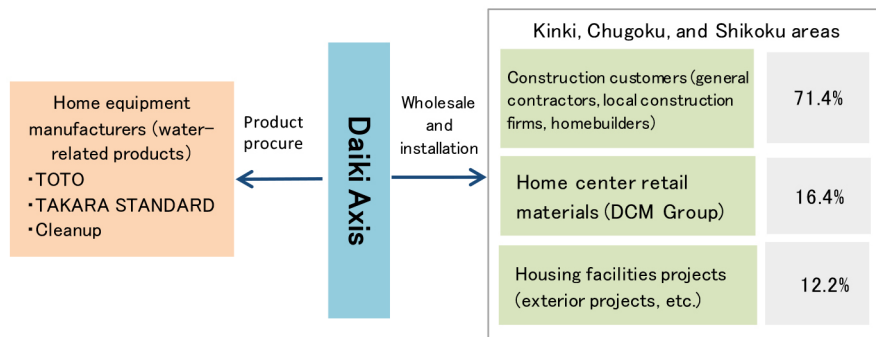 Home equipment
manufacturers (water-
related products)
・TOTO
・TAKARA STANDARD
・Cleanup
Product
procure
Daiki Axis
Wholesale
and
installation
Kinki, Chugoku, and Shikoku areas
Construction customers (general
contractors, local construction
firms, homebuilders)
71.4%
Home center retail
materials (DCM Group)
16.4%
Housing facilities projects
(exterior projects, etc.)
12.2%